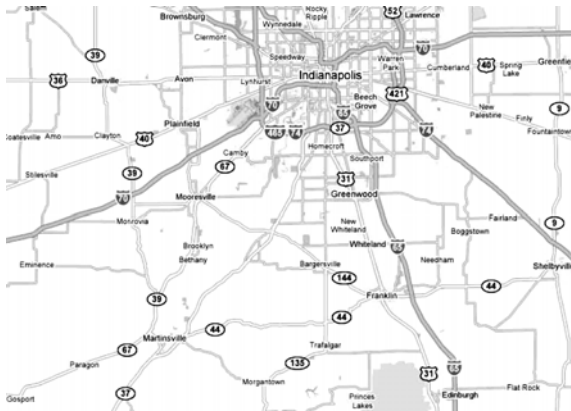 Salem
Brownsburg
Wynnedale
Rocky
Ripple
52
Lawrence
39
Clermont
Speedway
Warren
Park
70
Cumberland
40
Spring
Lake
Greenfie
36
Danville
Avon
Lynhurst
Indianapolis
Beech
Grove
421
70
65
New
Palestine
Finly
9
Fountaintown
Coatesville
Amo
Clayton
40
Plainfield
465
74
37
74
Homecroft
Camby
Southport
Stilesville
39
67
31
70
Mooresville
Greenwood
Monrovia
New
Whiteland
Fairland
Boggstown
9
Brooklyn
Bethany
Whiteland
65
Eminence
Bargersville
Needham
Shelbyville
144
39
Franklin
44
44
44
Martinsville
67
Trafalgar
Paragon
135
Morgantown
31
65
Flat Rock
Gosport
37
Princes
Lakes
Edinburgh